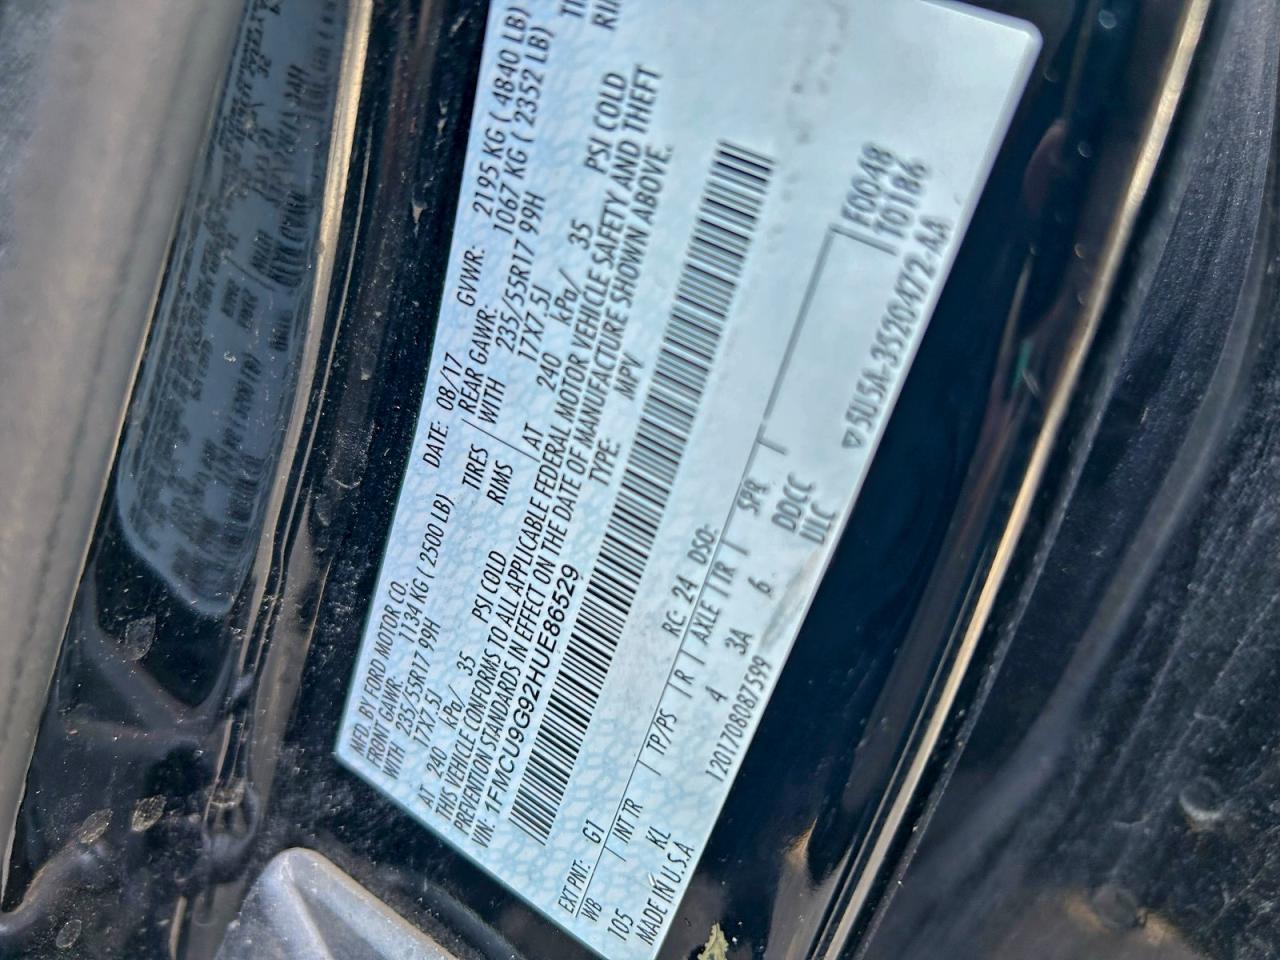 MFD. BY FORD MOTOR CO.
DATE: 08/17 GVWR: 2195 KG ( 4840 LB)
FRONT GAWR: 1134 KG ( 2500 LB) REAR GAWR: 1067 KG ( 2352 LB)
WITH 235/55R17 99H TIRES WITH 235/55R17 99H
17X7.5J RIMS 17X7.5J
AT 240 kPa/ 35 PSI COLD AT 240 kPa/ 35 PSI COLD
THIS VEHICLE CONFORMS TO ALL APPLICABLE FEDERAL MOTOR VEHICLE SAFETY AND THEFT
PREVENTION STANDARDS IN EFFECT ON THE DATE OF MANUFACTURE SHOWN ABOVE.
VIN: 1FMCU9G92HUE86529 TYPE: MPV
F0048
T0186
EXT PNT: G1 RC: 24 DSO:
WB / INT TR / TP/PS / R / AXLE / TR / SPR /
105 KL 4 3A 6 DDCC
MADE IN U.S.A. ULC
1201708087599 ▽5U5A-3520472-AA